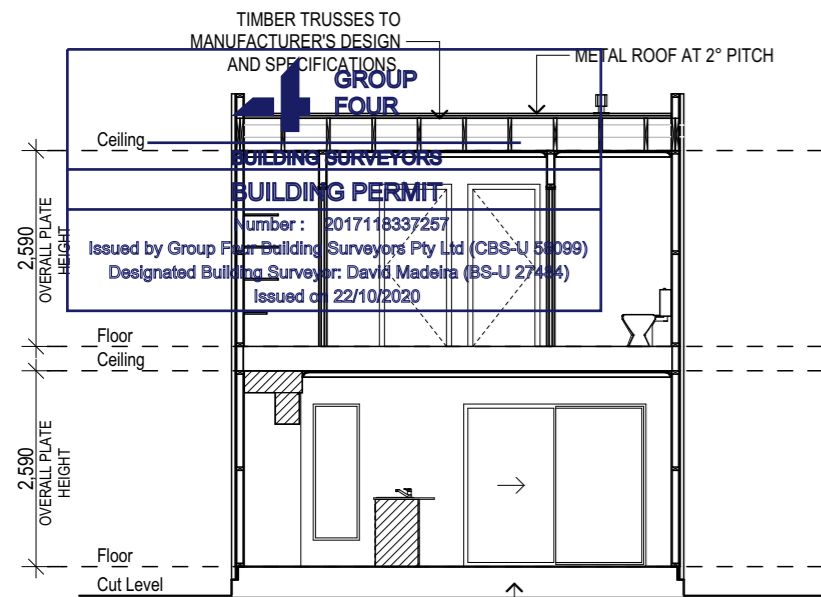 TIMBER TRUSSES TO
MANUFACTURER'S DESIGN
AND SPECIFICATIONS.
METAL ROOF AT 2° PITCH
GROUP
FOUR
Ceiling
BUILDING SURVEYORS
BUILDING PERMIT
Number : 2017118337257
Issued by Group Four Building Surveyors Pty Ltd (CBS-U 58099)
Designated Building Surveyor: David Madeira (BS-U 27484)
Issued on 22/10/2020
2,590
OVERALL PLATE
HEIGHT
Floor
Ceiling
2,590
OVERALL PLATE
HEIGHT
Floor
Cut Level